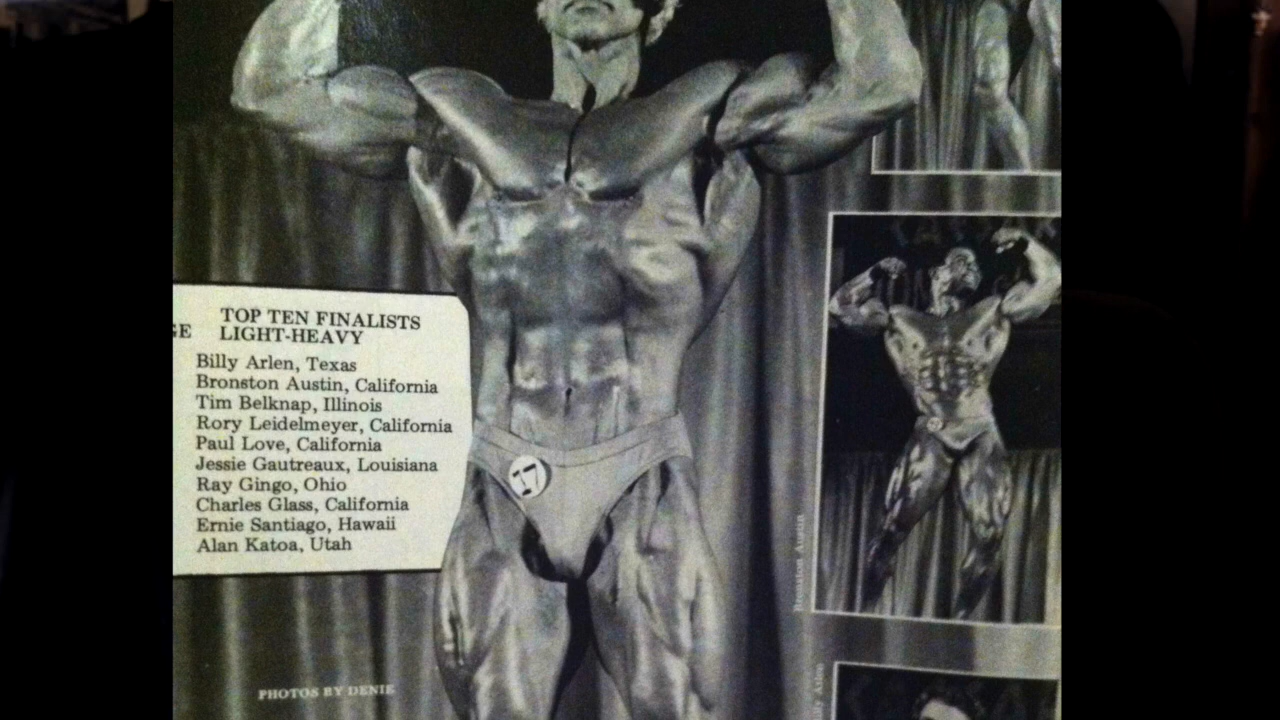 TOP TEN FINALISTS
GE LIGHT-HEAVY
Billy Arlen, Texas
Bronston Austin, California
Tim Belknap, Illinois
Rory Leidelmeyer, California
Paul Love, California
Jessie Gautreaux, Louisiana
Ray Gingo, Ohio
Charles Glass, California
Ernie Santiago, Hawaii
Alan Katoa, Utah
17
PHOTOS BY DENIE
Bronston Austin